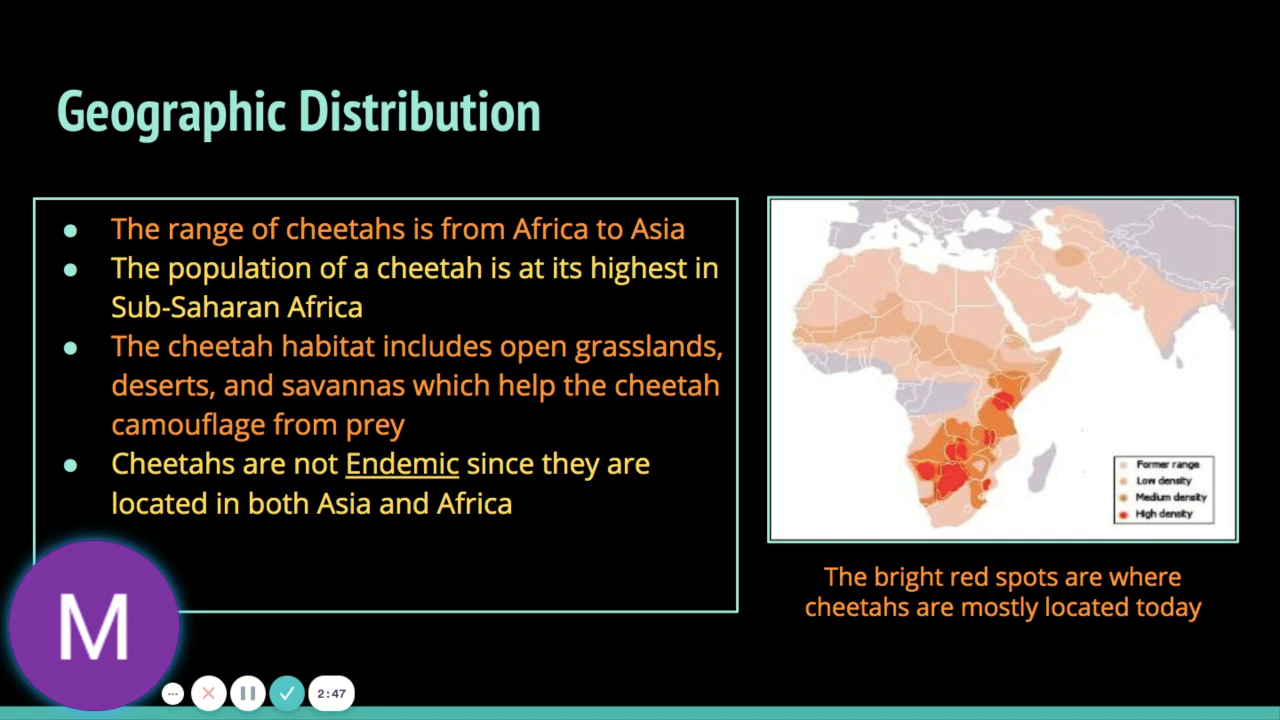 Geographic Distribution
● The range of cheetahs is from Africa to Asia
● The population of a cheetah is at its highest in
Sub-Saharan Africa
● The cheetah habitat includes open grasslands,
deserts, and savannas which help the cheetah
camouflage from prey
● Cheetahs are not Endemic since they are
located in both Asia and Africa
Former range
Low density
Medium density
High density
The bright red spots are where
cheetahs are mostly located today
M
2:47